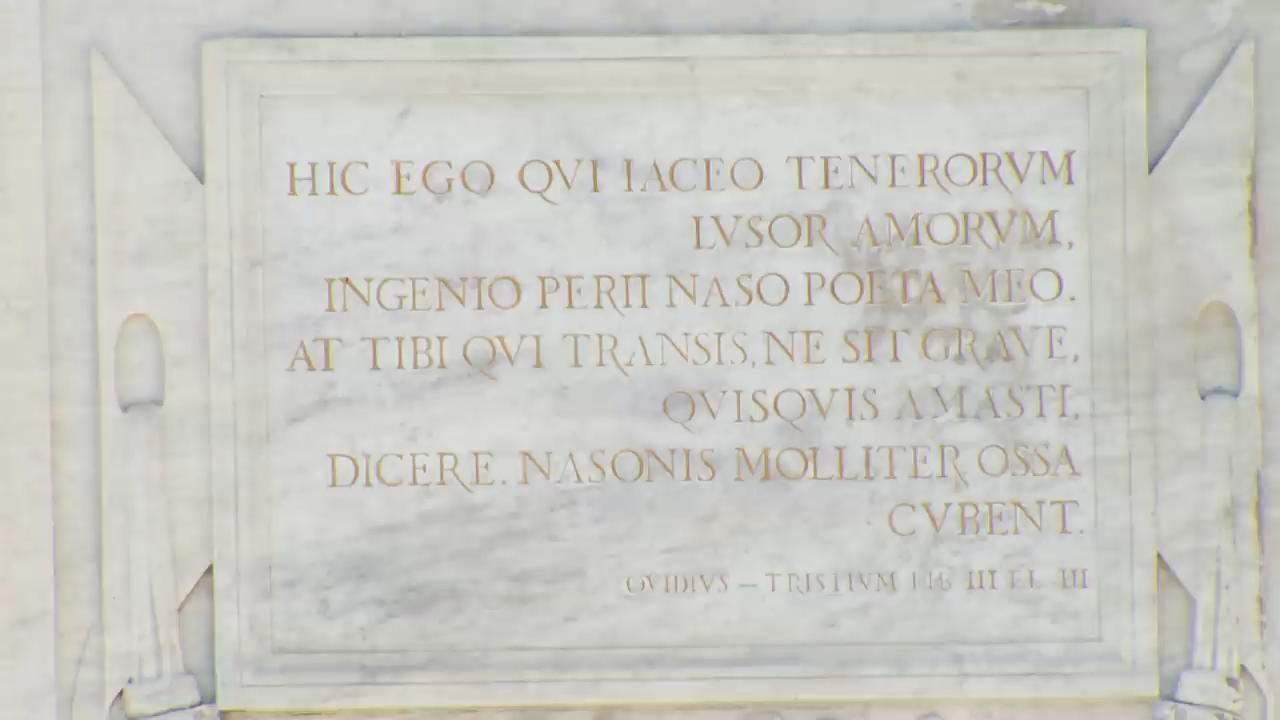 HIC EGO QVI IACEO TENERORVM
LVSOR AMORVM,
INGENIO PERII NASO POETA MEO.
AT TIBI QVI TRANSIS, NE SIT GRAVE,
QVISQVIS AMASTI,
DICERE. NASONIS MOLLITER OSSA
CVBENT.
OVIDIVS – TRISTIVM LIB III EL III